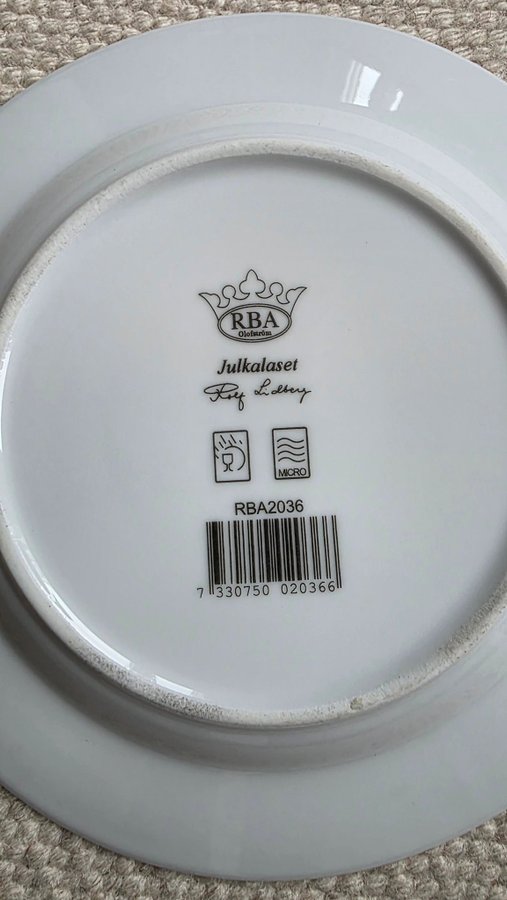 RBA
Olofström
Julkalaset
Rolf Lidberg
MICRO
RBA2036
7 330750 020366